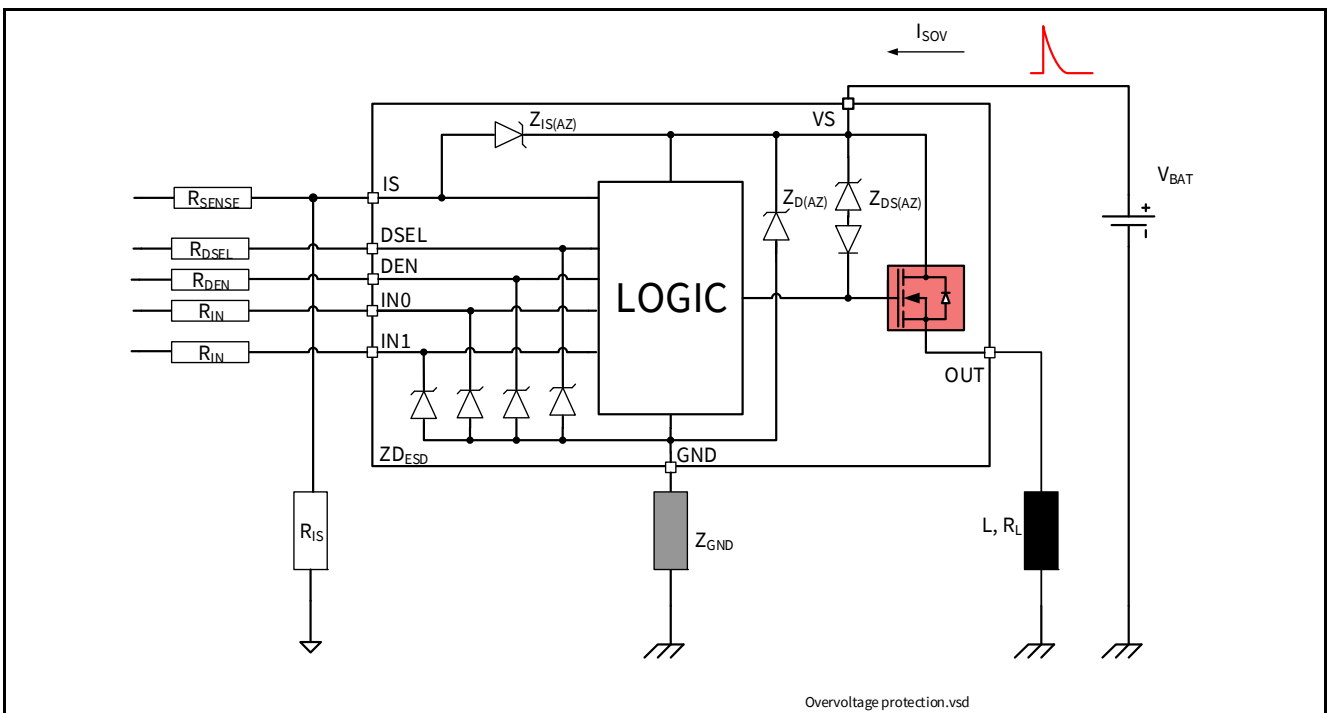 ISOV
VS
ZIS(AZ)
VBAT
IS
RSENSE
ZD(AZ)
ZDS(AZ)
DSEL
RDSEL
DEN
RDEN
LOGIC
IN0
RIN
IN1
RIN
OUT
ZDESD
GND
RIS
ZGND
L, RL
Overvoltage protection.vsd